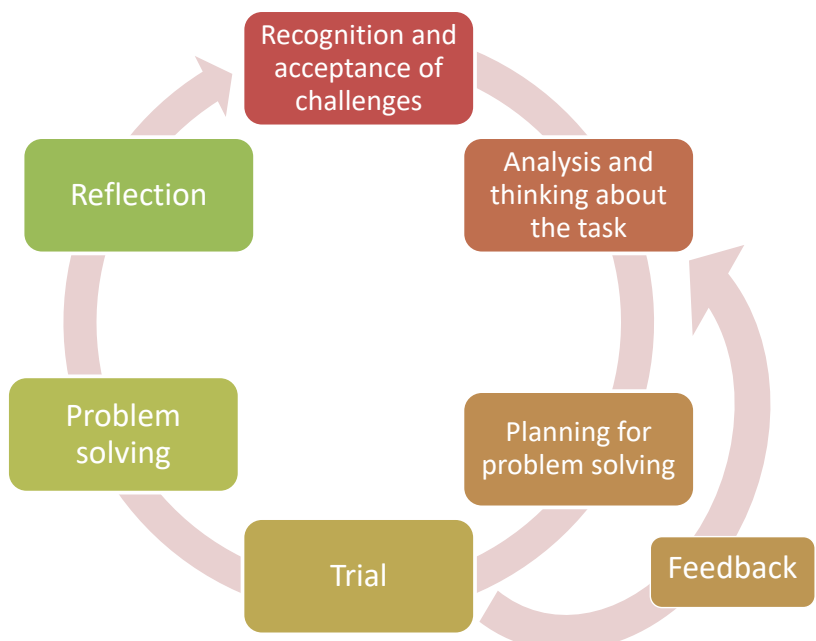 Recognition and
acceptance of
challenges
Analysis and
thinking about
the task
Planning for
problem solving
Feedback
Trial
Problem
solving
Reflection